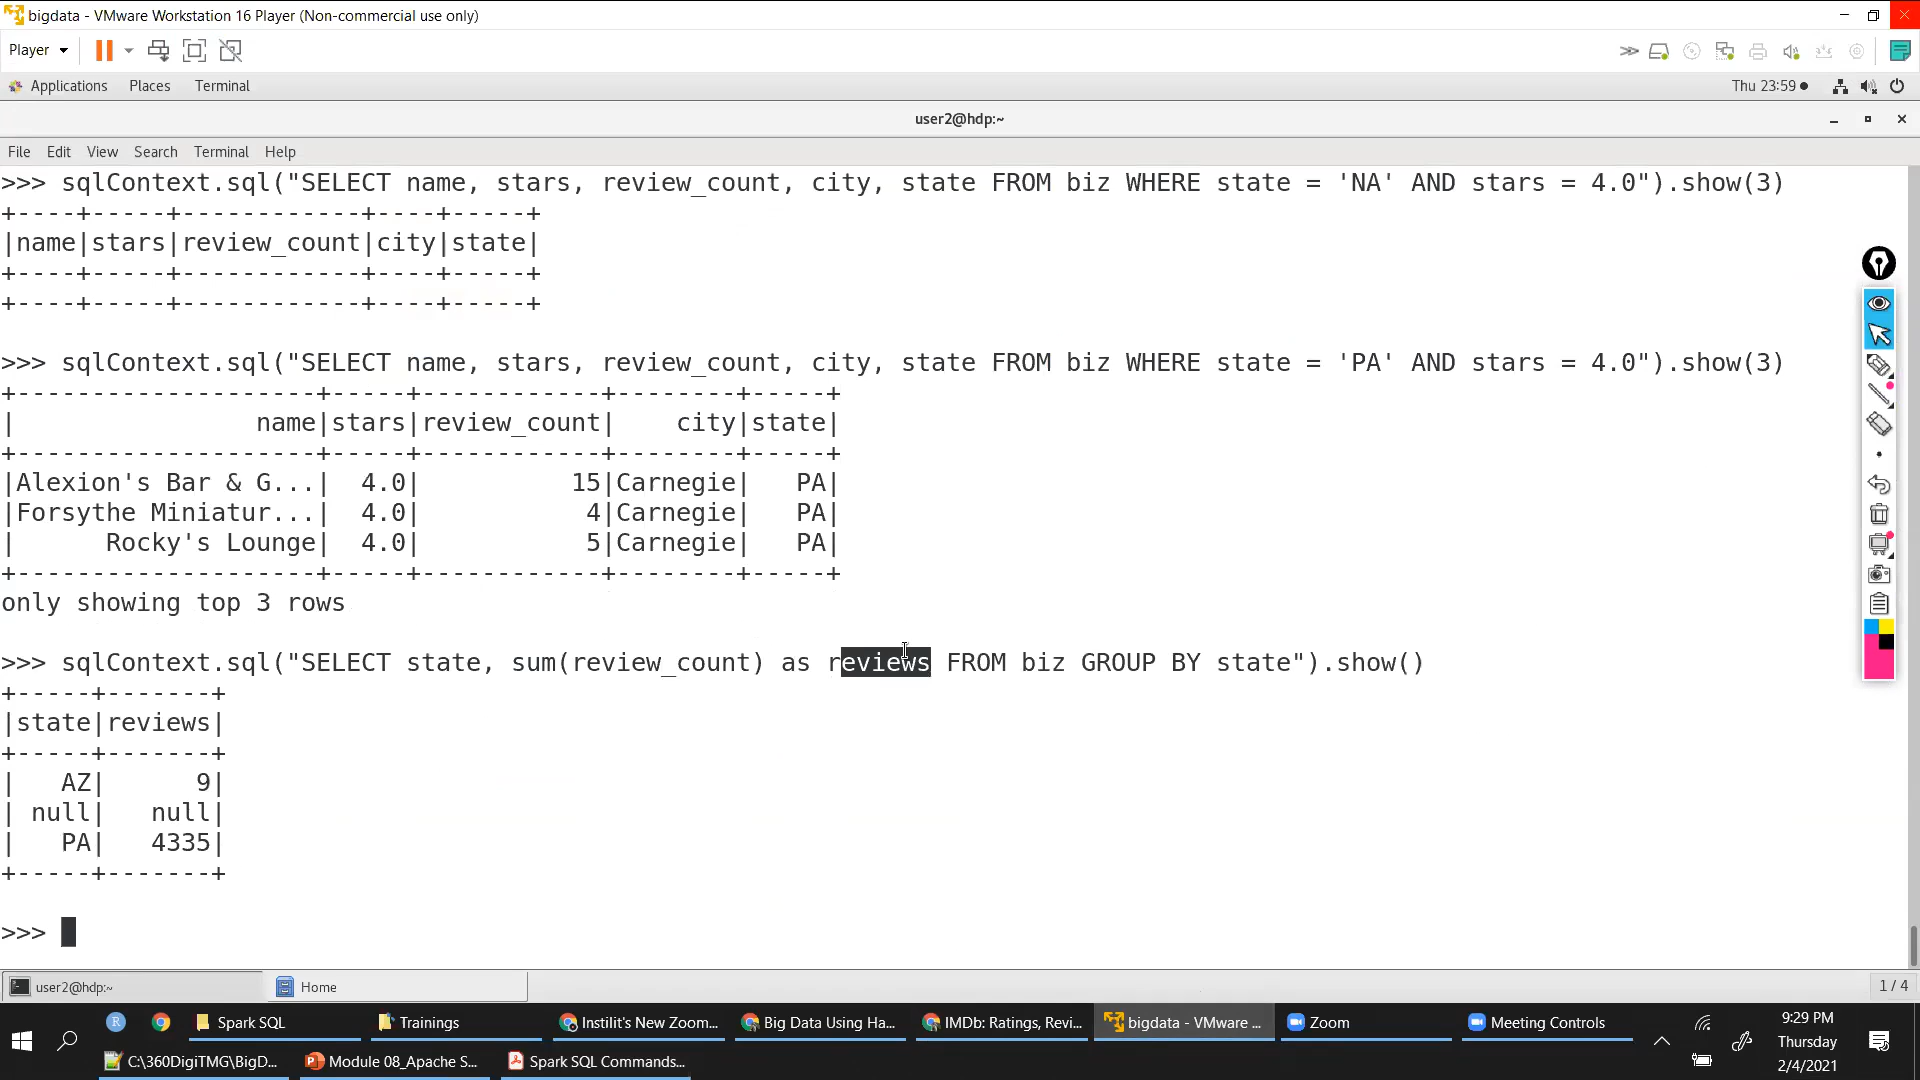 bigdata - VMware Workstation 16 Player (Non-commercial use only)
Player
Applications Places Terminal Thu 23:59
user2@hdp:~
File Edit View Search Terminal Help
>>> sqlContext.sql("SELECT name, stars, review_count, city, state FROM biz WHERE state = 'NA' AND stars = 4.0").show(3)
+----+-----+------------+----+-----+
|name|stars|review_count|city|state|
+----+-----+------------+----+-----+
+----+-----+------------+----+-----+
>>> sqlContext.sql("SELECT name, stars, review_count, city, state FROM biz WHERE state = 'PA' AND stars = 4.0").show(3)
+--------------------+-----+------------+--------+-----+
|                name|stars|review_count|    city|state|
+--------------------+-----+------------+--------+-----+
|Alexion's Bar & G...|  4.0|          15|Carnegie|   PA|
|Forsythe Miniatur...|  4.0|           4|Carnegie|   PA|
|      Rocky's Lounge|  4.0|           5|Carnegie|   PA|
+--------------------+-----+------------+--------+-----+
only showing top 3 rows
>>> sqlContext.sql("SELECT state, sum(review_count) as reviews FROM biz GROUP BY state").show()
+-----+-------+
|state|reviews|
+-----+-------+
|   AZ|      9|
| null|   null|
|   PA|   4335|
+-----+-------+
>>>
user2@hdp:~ Home 1 / 4
Spark SQL Trainings Instilit's New Zoom... Big Data Using Ha... IMDb: Ratings, Revi... bigdata - VMware ... Zoom Meeting Controls 9:29 PM
Thursday
C:\360DigiTMG\BigD... Module 08_Apache S... Spark SQL Commands... 2/4/2021